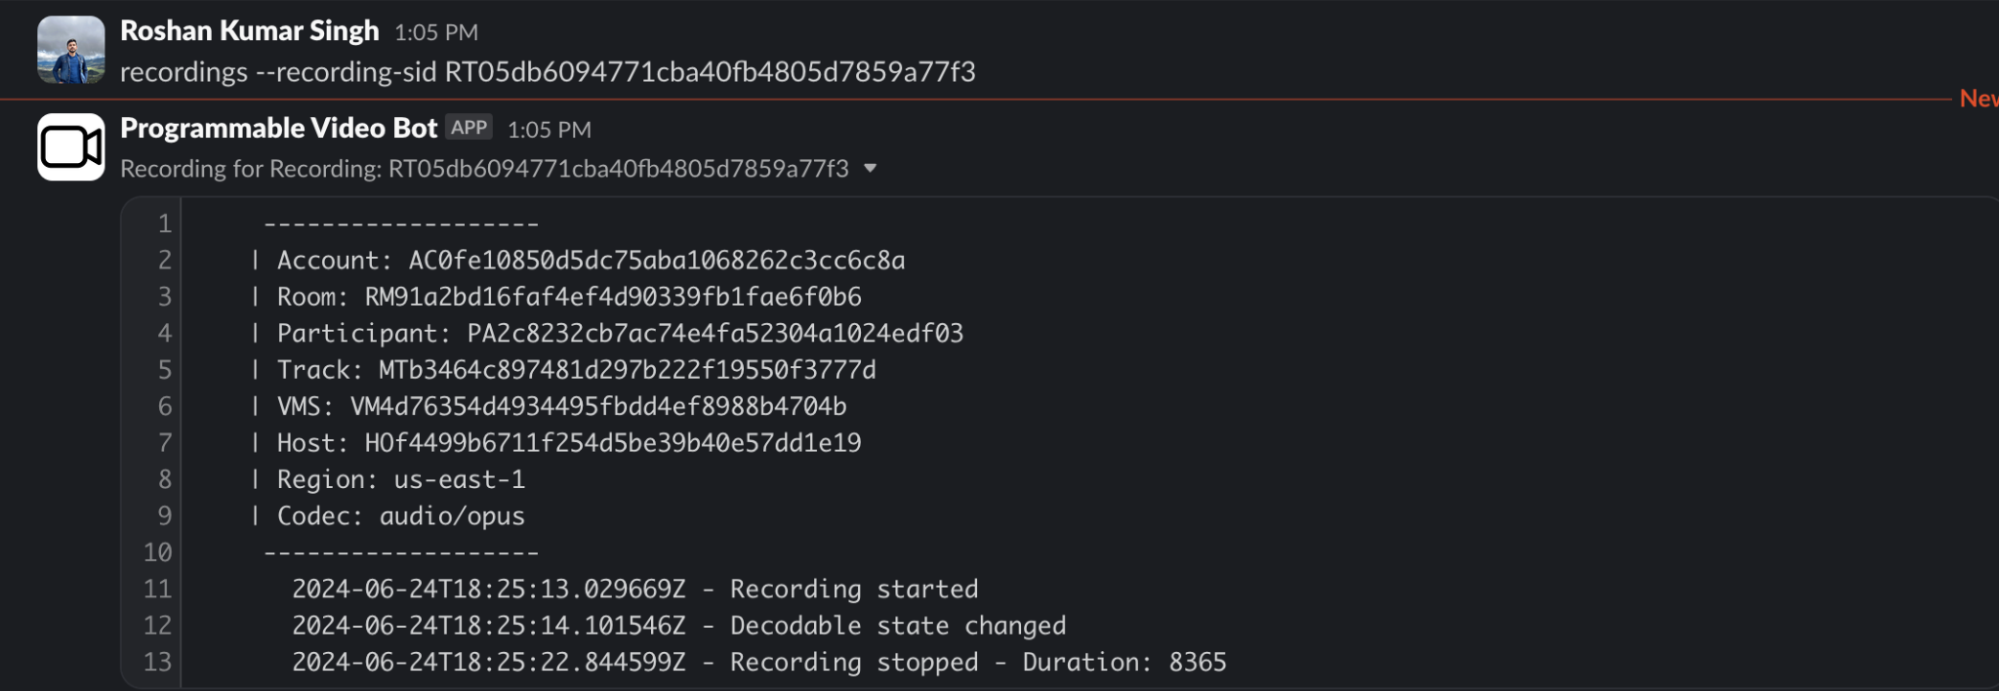 Roshan Kumar Singh 1:05 PM
recordings --recording-sid RT05db6094771cba40fb4805d7859a77f3
New
Programmable Video Bot APP 1:05 PM
Recording for Recording: RT05db6094771cba40fb4805d7859a77f3
1 -------------------
2 | Account: AC0fe10850d5dc75aba1068262c3cc6c8a
3 | Room: RM91a2bd16faf4ef4d90339fb1fae6f0b6
4 | Participant: PA2c8232cb7ac74e4fa52304a1024edf03
5 | Track: MTb3464c897481d297b222f19550f3777d
6 | VMS: VM4d76354d4934495fbdd4ef8988b4704b
7 | Host: HOf4499b6711f254d5be39b40e57dd1e19
8 | Region: us-east-1
9 | Codec: audio/opus
10 -------------------
11 2024-06-24T18:25:13.029669Z - Recording started
12 2024-06-24T18:25:14.101546Z - Decodable state changed
13 2024-06-24T18:25:22.844599Z - Recording stopped - Duration: 8365